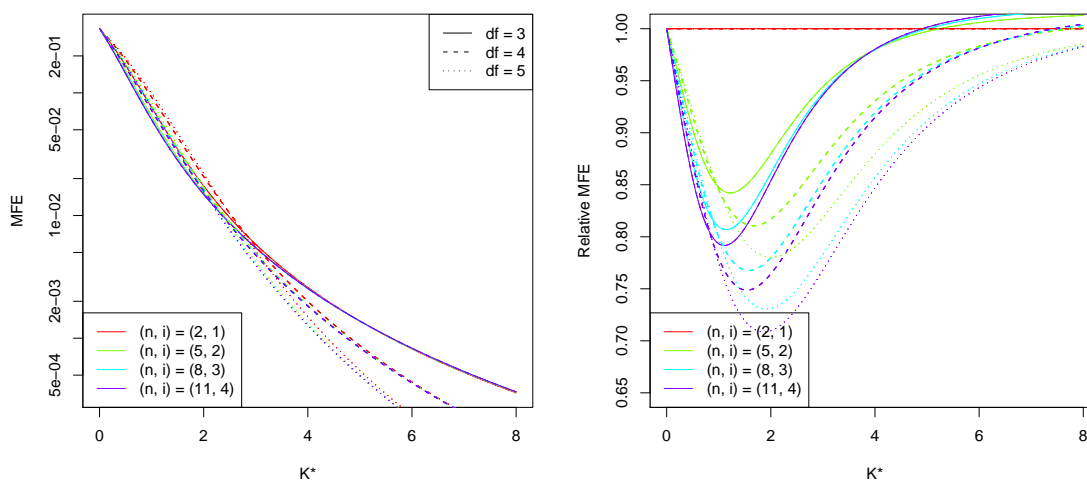 df = 3
df = 4
df = 5
MFE
2e−01
5e−02
1e−02
2e−03
5e−04
(n, i) = (2, 1)
(n, i) = (5, 2)
(n, i) = (8, 3)
(n, i) = (11, 4)
0 2 4 6 8
K*
Relative MFE
1.00
0.95
0.90
0.85
0.80
0.75
0.70
0.65
(n, i) = (2, 1)
(n, i) = (5, 2)
(n, i) = (8, 3)
(n, i) = (11, 4)
0 2 4 6 8
K*